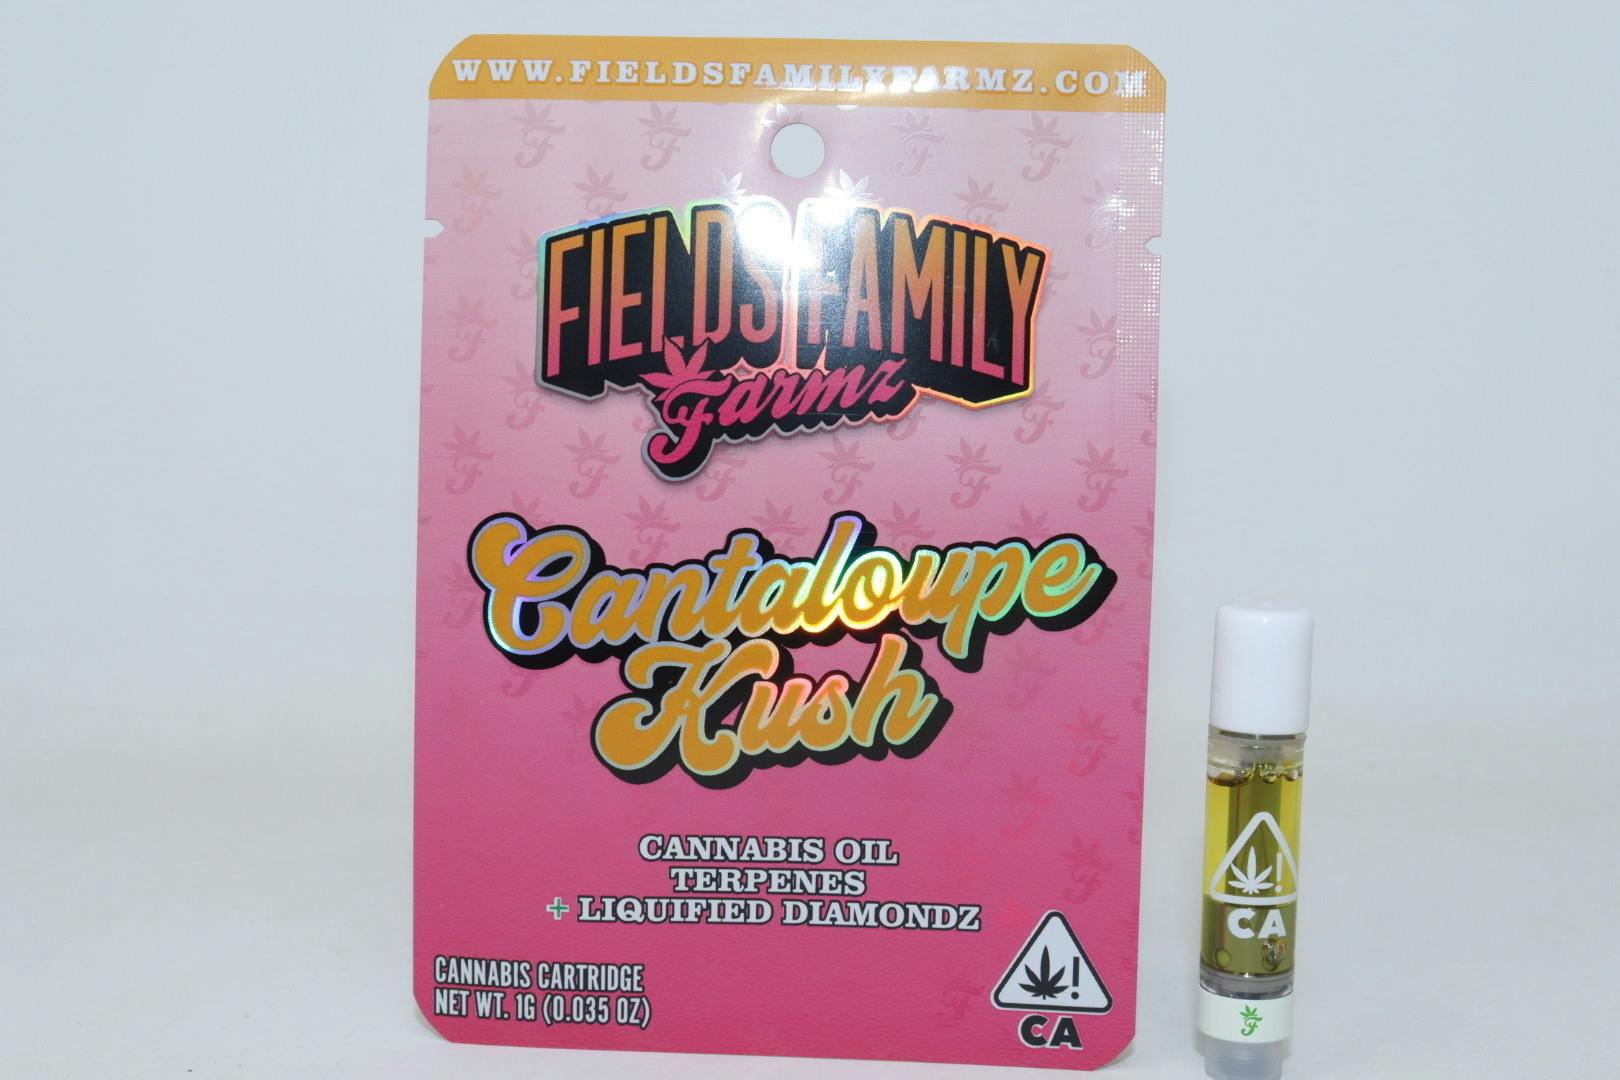 WWW.FIELDSFAMILYFARMZ.COM
FIELDS FAMILY
Farmz
Cantaloupe
Kush
CANNABIS OIL
TERPENES
+ LIQUIFIED DIAMONDZ
CANNABIS CARTRIDGE
NET WT. 1G (0.035 OZ)
!
CA
!
CA
F